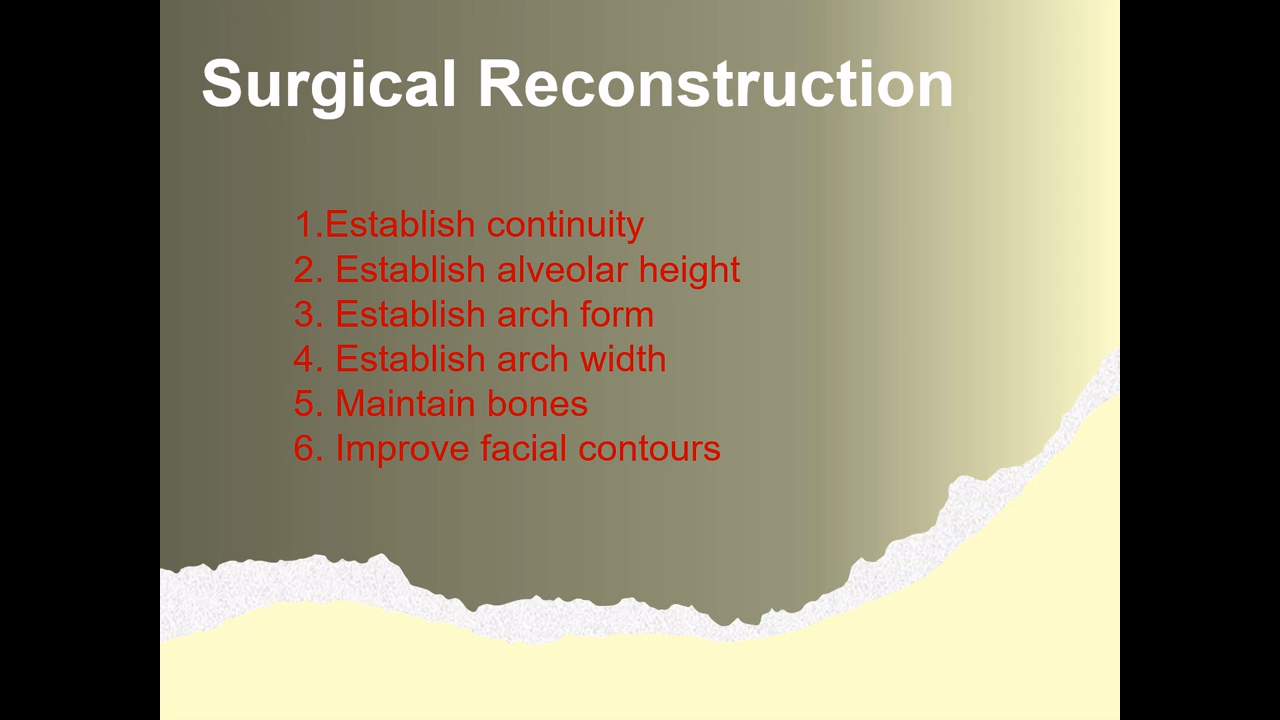 Surgical Reconstruction
1.Establish continuity
2. Establish alveolar height
3. Establish arch form
4. Establish arch width
5. Maintain bones
6. Improve facial contours